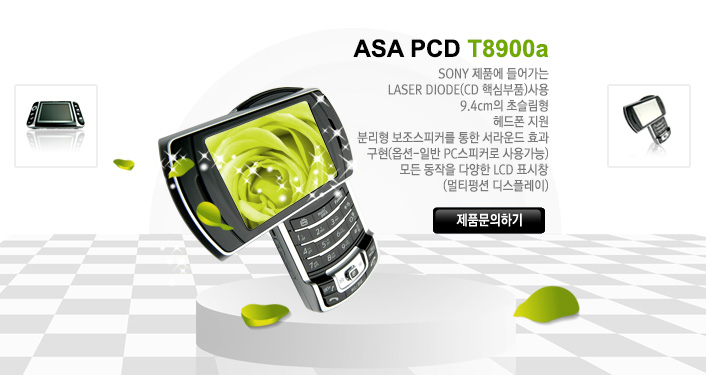 ASA PCD T8900a
SONY 제품에 들어가는
LASER DIODE(CD 핵심부품)사용
9.4cm의 초슬림형
헤드폰 지원
분리형 보조스피커를 통한 서라운드 효과
구현(옵션-일반 PC스피커로 사용가능)
모든 동작을 다양한 LCD 표시창
(멀티평션 디스플레이)
제품문의하기